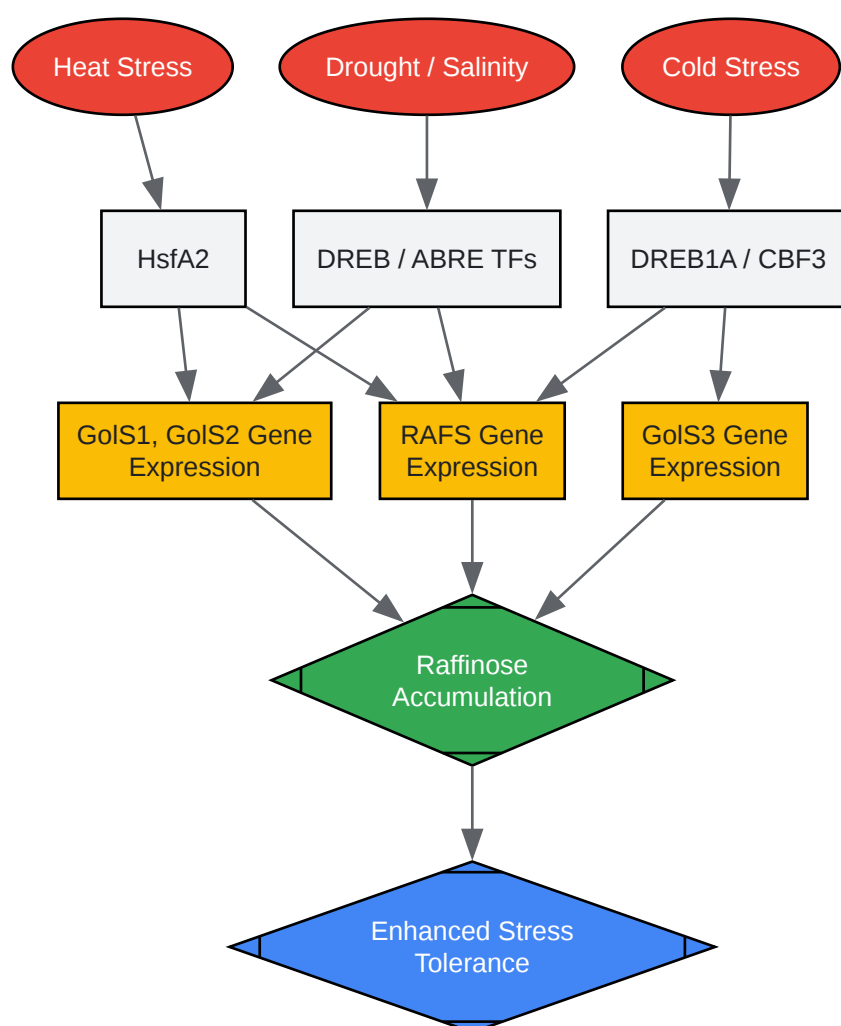 Heat Stress
Drought / Salinity
Cold Stress
HsfA2
DREB / ABRE TFs
DREB1A / CBF3
GolS1, GolS2 Gene
Expression
RAFS Gene
Expression
GolS3 Gene
Expression
Raffinose
Accumulation
Enhanced Stress
Tolerance